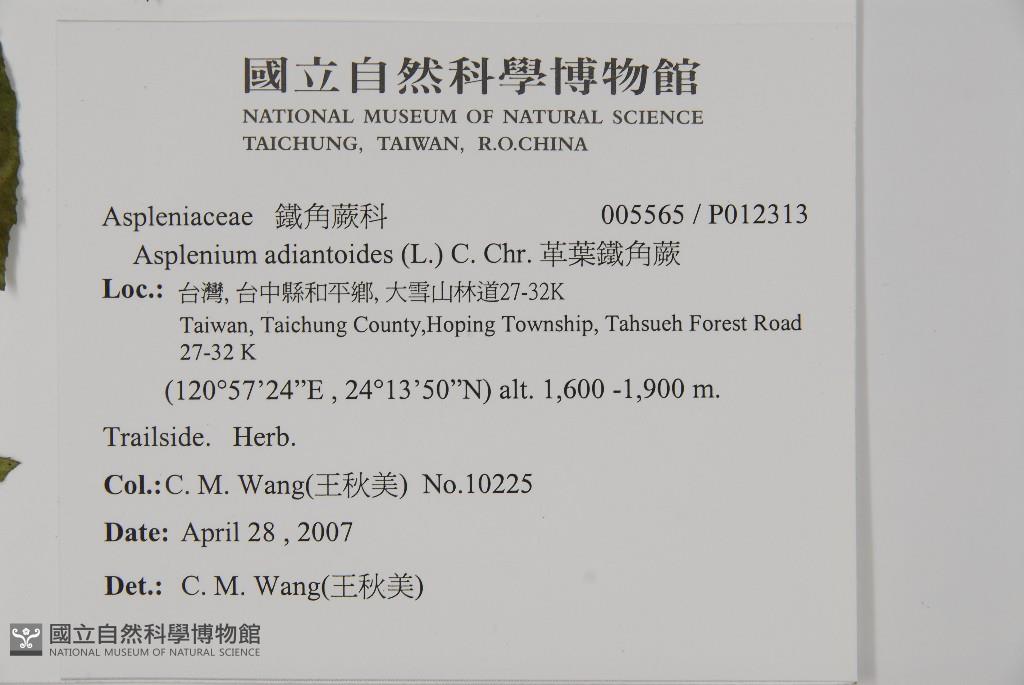 國立自然科學博物館
NATIONAL MUSEUM OF NATURAL SCIENCE
TAICHUNG, TAIWAN, R.O.CHINA
Aspleniaceae 鐵角蕨科 005565 / P012313
Asplenium adiantoides (L.) C. Chr. 革葉鐵角蕨
Loc.: 台灣, 台中縣和平鄉, 大雪山林道27-32K
Taiwan, Taichung County,Hoping Township, Tahsueh Forest Road
27-32 K
(120°57’24”E , 24°13’50”N) alt. 1,600 -1,900 m.
Trailside. Herb.
Col.: C. M. Wang(王秋美) No.10225
Date: April 28 , 2007
Det.: C. M. Wang(王秋美)
國立自然科學博物館
NATIONAL MUSEUM OF NATURAL SCIENCE